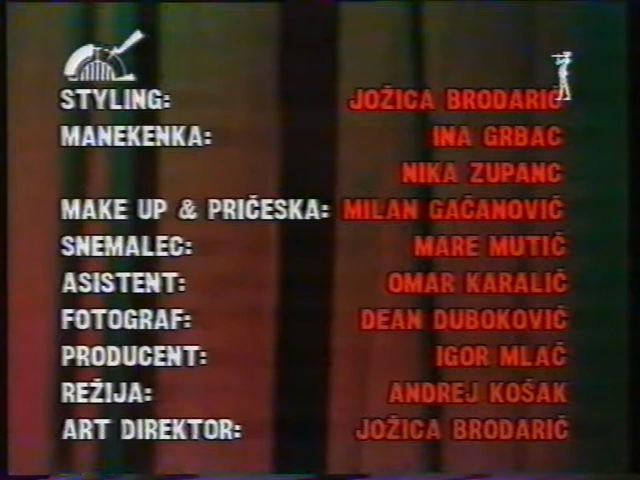 STYLING: JOŽICA BRODARIČ
MANEKENKA: INA GRBAC
NIKA ZUPANC
MAKE UP & PRIČESKA: MILAN GAČANOVIČ
SNEMALEC: MARE MUTIČ
ASISTENT: OMAR KARALIČ
FOTOGRAF: DEAN DUBOKOVIČ
PRODUCENT: IGOR MLAČ
REŽIJA: ANDREJ KOŠAK
ART DIREKTOR: JOŽICA BRODARIČ